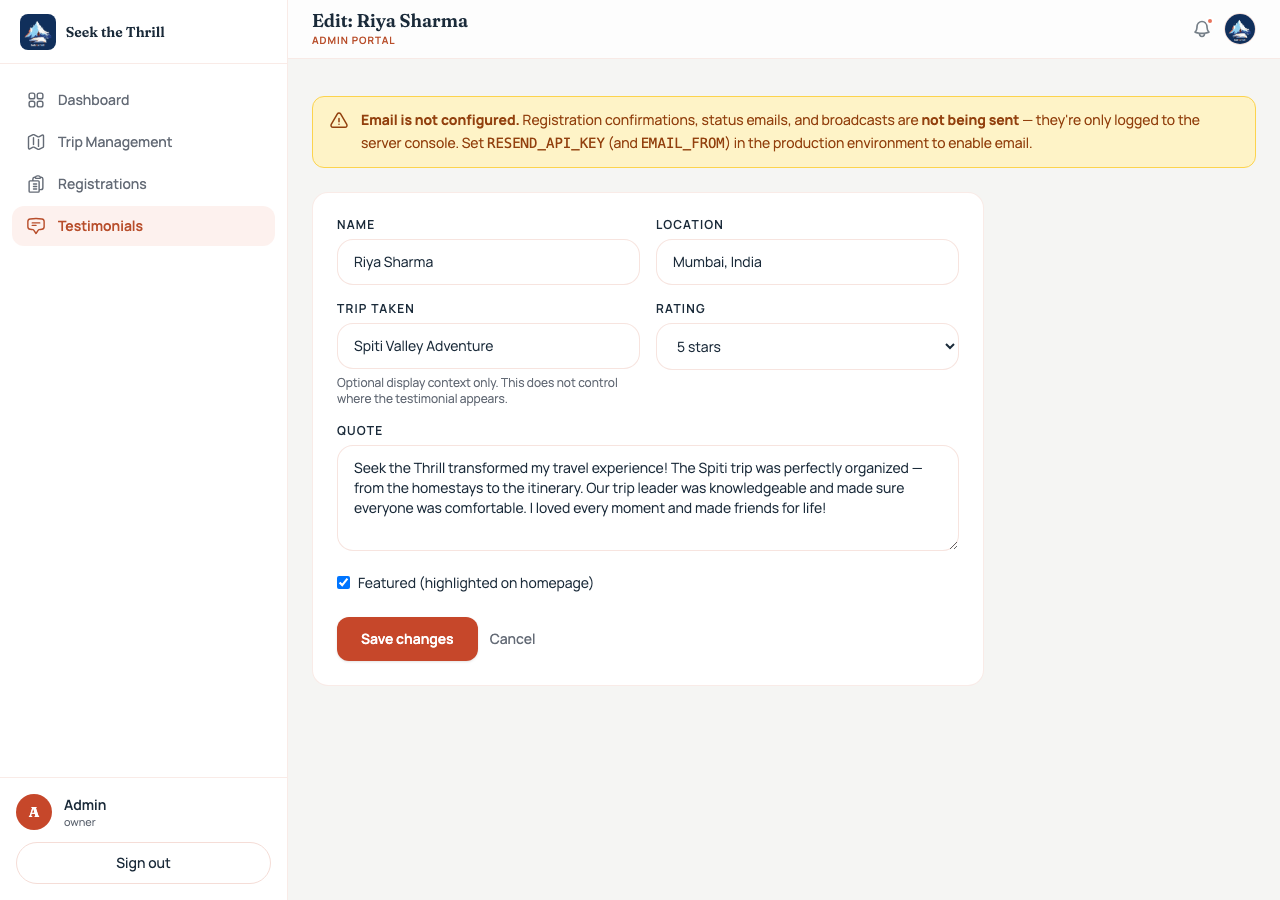 Seek the Thrill
Dashboard
Trip Management
Registrations
Testimonials
Admin
owner
A
Sign out
Edit: Riya Sharma
ADMIN PORTAL
Email is not configured. Registration confirmations, status emails, and broadcasts are not being sent — they're only logged to the
server console. Set RESEND_API_KEY (and EMAIL_FROM) in the production environment to enable email.
NAME
Riya Sharma
LOCATION
Mumbai, India
TRIP TAKEN
Spiti Valley Adventure
Optional display context only. This does not control
where the testimonial appears.
RATING
5 stars
QUOTE
Seek the Thrill transformed my travel experience! The Spiti trip was perfectly organized —
from the homestays to the itinerary. Our trip leader was knowledgeable and made sure
everyone was comfortable. I loved every moment and made friends for life!
Featured (highlighted on homepage)
Save changes
Cancel